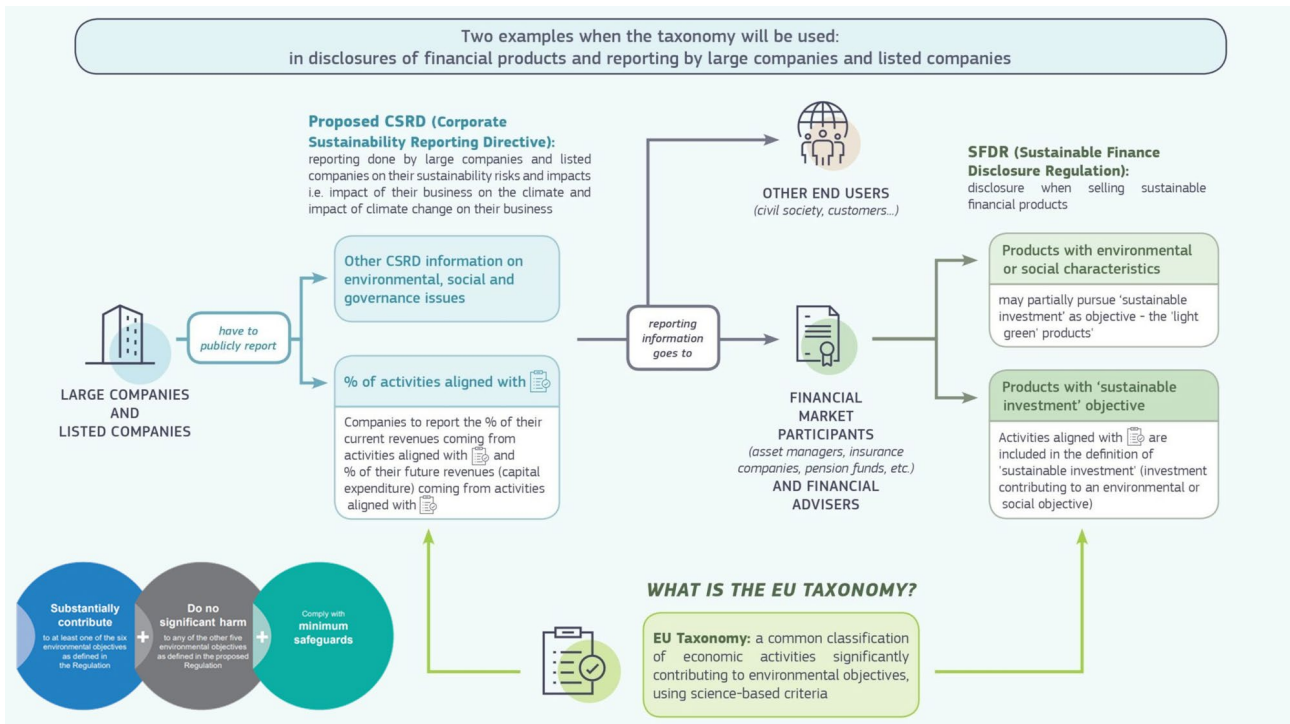 Two examples when the taxonomy will be used:
in disclosures of financial products and reporting by large companies and listed companies
Proposed CSRD (Corporate
Sustainability Reporting Directive):
reporting done by large companies and listed
companies on their sustainability risks and impacts
i.e. impact of their business on the climate and
impact of climate change on their business
OTHER END USERS
(civil society, customers...)
SFDR (Sustainable Finance
Disclosure Regulation):
disclosure when selling sustainable
financial products
LARGE COMPANIES
AND
LISTED COMPANIES
have to
publicly report
Other CSRD information on
environmental, social and
governance issues
% of activities aligned with
Companies to report the % of their
current revenues coming from
activities aligned with and
% of their future revenues (capital
expenditure) coming from activities
aligned with
reporting
information
goes to
FINANCIAL
MARKET
PARTICIPANTS
(asset managers, insurance
companies, pension funds, etc.)
AND FINANCIAL
ADVISERS
Products with environmental
or social characteristics
may partially pursue 'sustainable
investment' as objective - the 'light
green' products'
Products with 'sustainable
investment' objective
Activities aligned with are
included in the definition of
'sustainable investment' (investment
contributing to an environmental or
social objective)
Substantially
contribute
to at least one of the six
environmental objectives
as defined in
the Regulation
+
Do no
significant harm
to any of the other five
environmental objectives
as defined in the proposed
Regulation
+
Comply with
minimum
safeguards
WHAT IS THE EU TAXONOMY?
EU Taxonomy: a common classification
of economic activities significantly
contributing to environmental objectives,
using science-based criteria